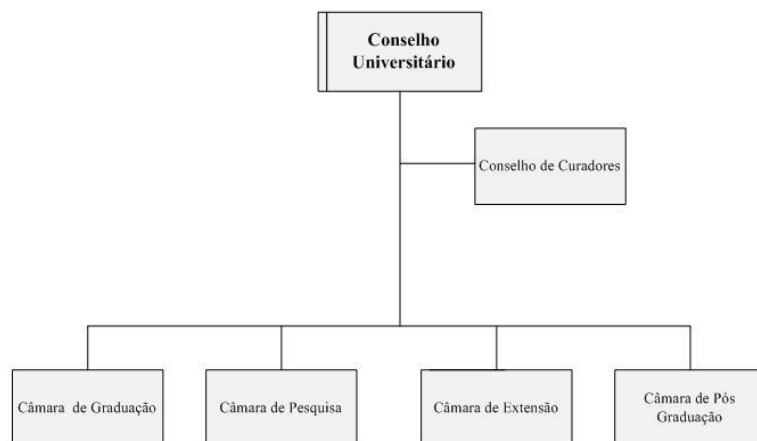 Conselho
Universitário
Conselho de Curadores
Câmara de Graduação
Câmara de Pesquisa
Câmara de Extensão
Câmara de Pós
Graduação